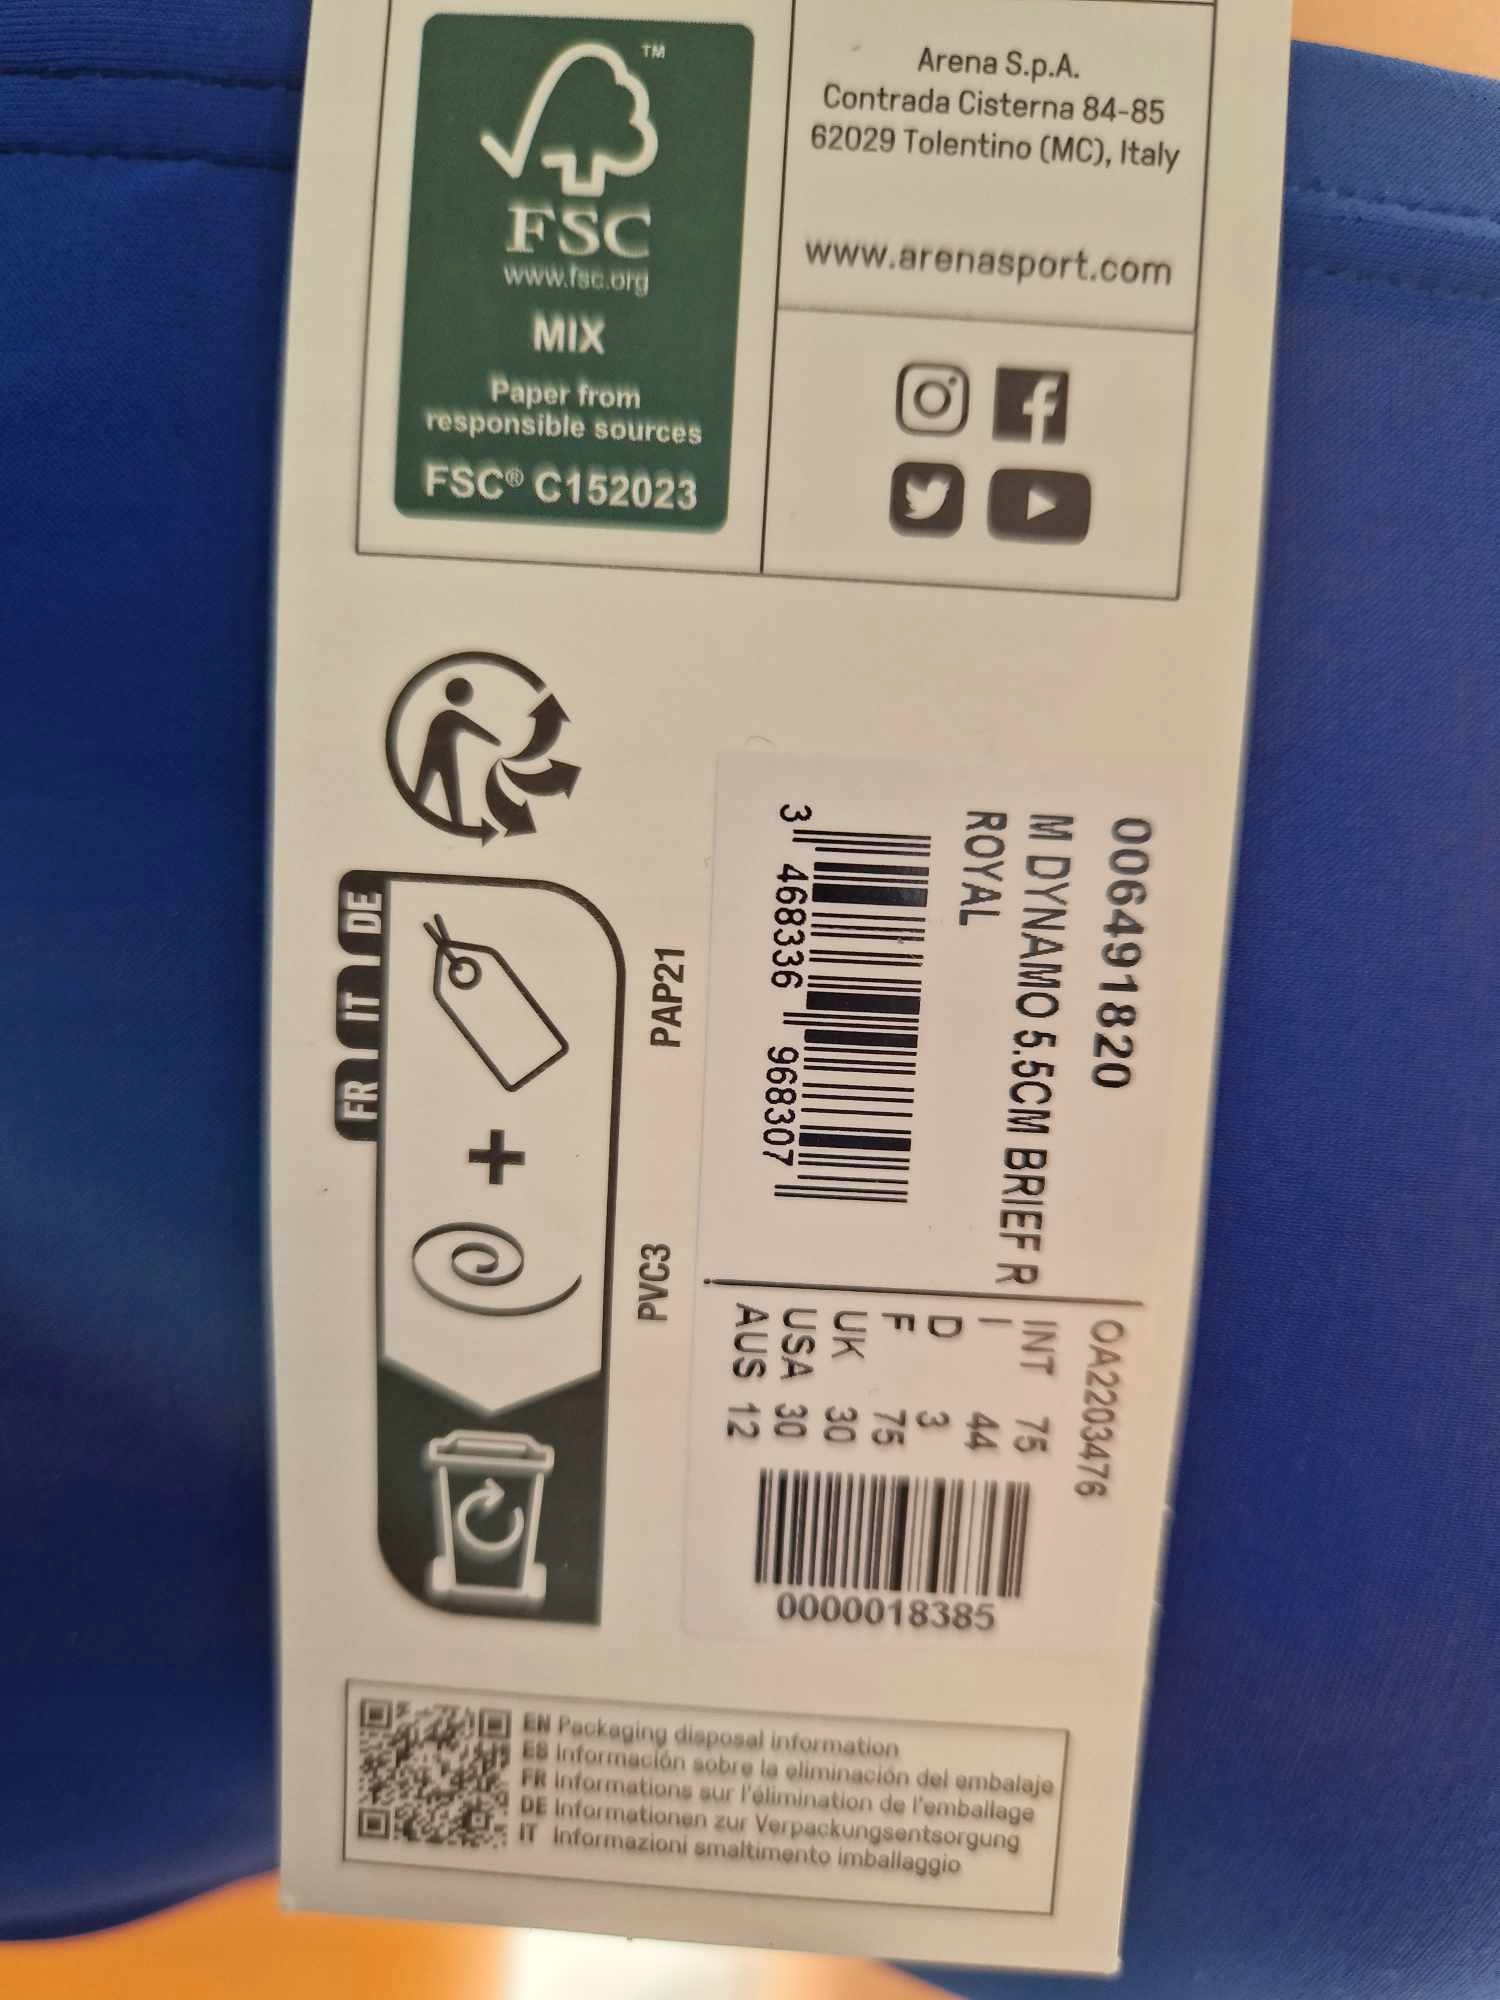 TM
FSC
www.fsc.org
MIX
Paper from
responsible sources
FSC® C152023
Arena S.p.A.
Contrada Cisterna 84-85
62029 Tolentino (MC), Italy
www.arenasport.com
006491820
M DYNAMO 5.5CM BRIEF R
ROYAL
3 468336 968307
OA2203476
INT 75
I 44
D 3
F 75
UK 30
USA 30
AUS 12
0000018385
PAP21
PVC3
FR
IT
DE
EN Packaging disposal information
ES Información sobre la eliminación del embalaje
FR Informations sur l'élimination de l'emballage
DE Informationen zur Verpackungsentsorgung
IT Informazioni smaltimento imballaggio